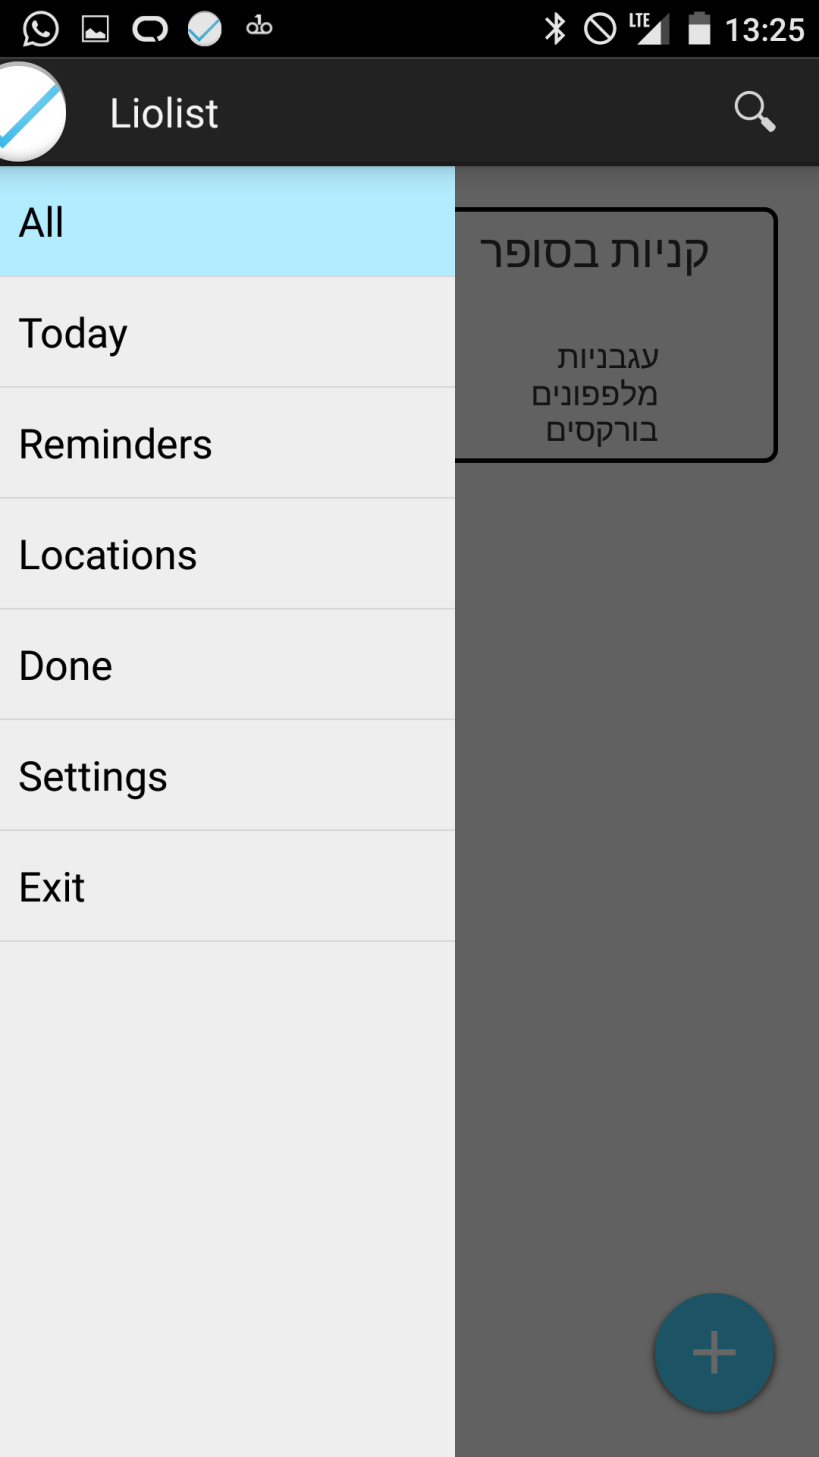 LTE 13:25
Liolist
All
Today
Reminders
Locations
Done
Settings
Exit
קניות בסופר
עגבניות
מלפפונים
בורקסים